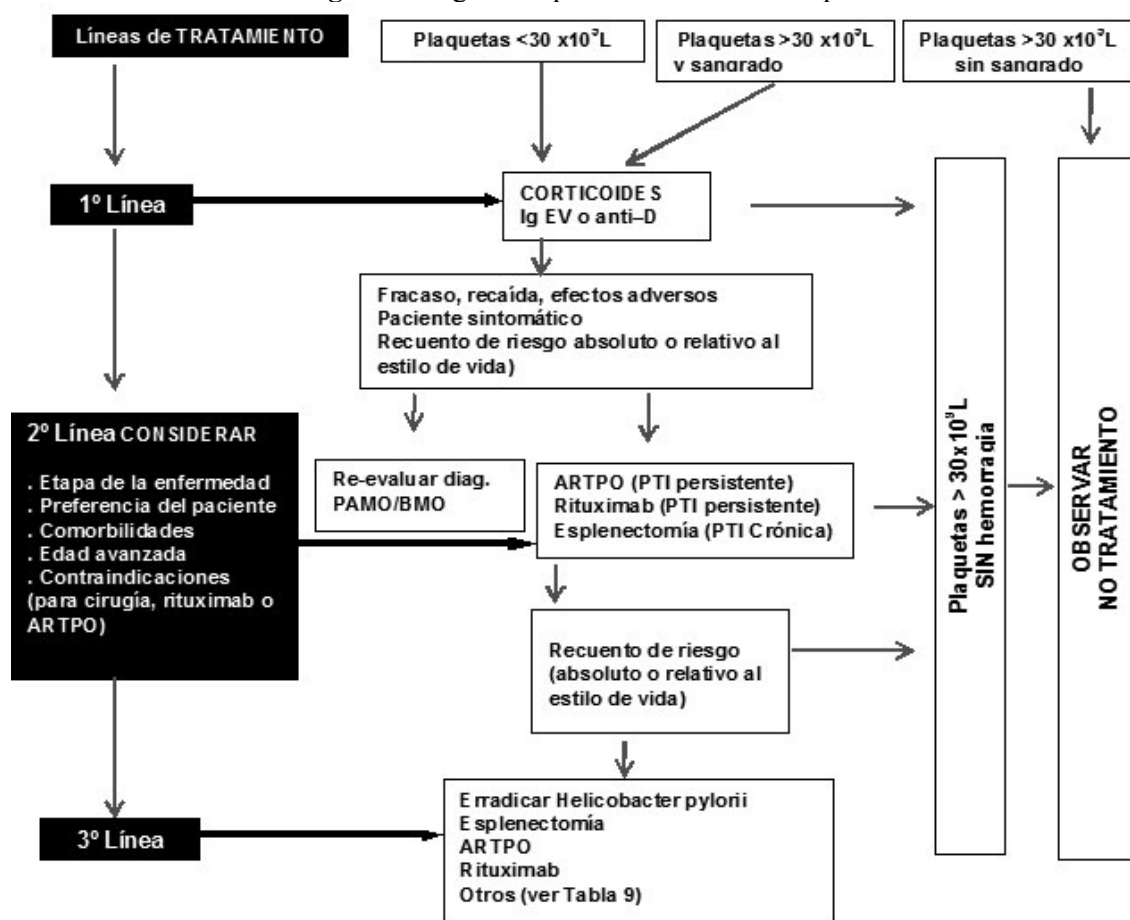 Líneas de TRATAMIENTO
Plaquetas <30 x10⁹L
Plaquetas >30 x10⁹L
y sangrado
Plaquetas >30 x10⁹L
sin sangrado
1º Línea
CORTICOIDES
Ig EV o anti–D
Fracaso, recaída, efectos adversos
Paciente sintomático
Recuento de riesgo absoluto o relativo al
estilo de vida)
2º Línea CONSIDERAR
. Etapa de la enfermedad
. Preferencia del paciente
. Comorbilidades
. Edad avanzada
. Contraindicaciones
(para cirugía, rituximab o
ARTPO)
Re-evaluar diag.
PAMO/BMO
ARTPO (PTI persistente)
Rituximab (PTI persistente)
Esplenectomía (PTI Crónica)
Recuento de riesgo
(absoluto o relativo al
estilo de vida)
3º Línea
Erradicar Helicobacter pylorii
Esplenectomía
ARTPO
Rituximab
Otros (ver Tabla 9)
Plaquetas > 30x10⁹L
SIN hemorragia
OBSERVAR
NO TRATAMIENTO